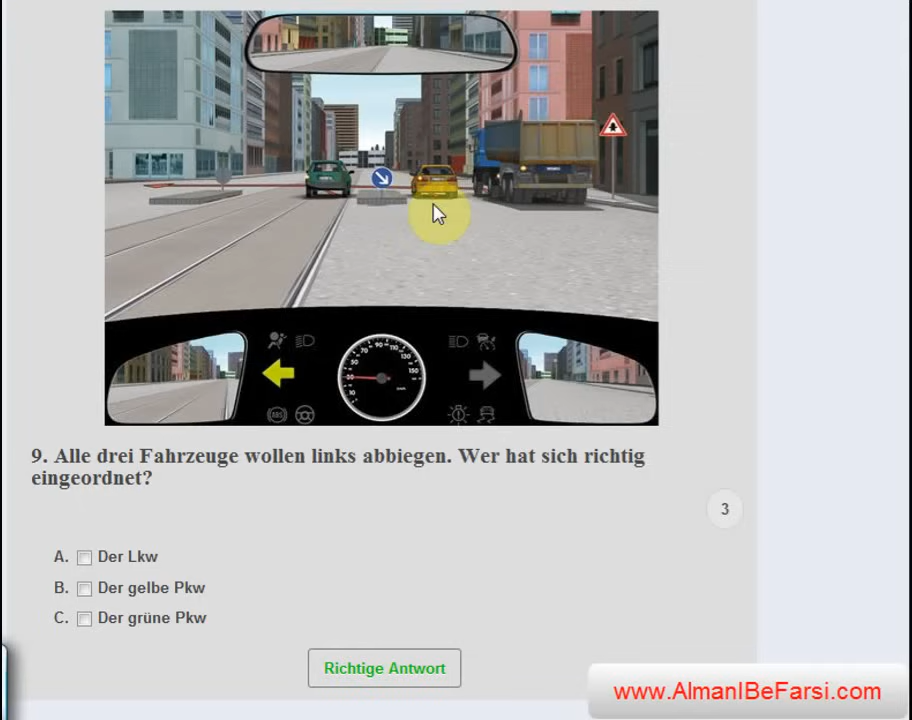 9. Alle drei Fahrzeuge wollen links abbiegen. Wer hat sich richtig
eingeordnet?
3
A. Der Lkw
B. Der gelbe Pkw
C. Der grüne Pkw
Richtige Antwort
www.AlmanIBeFarsi.com